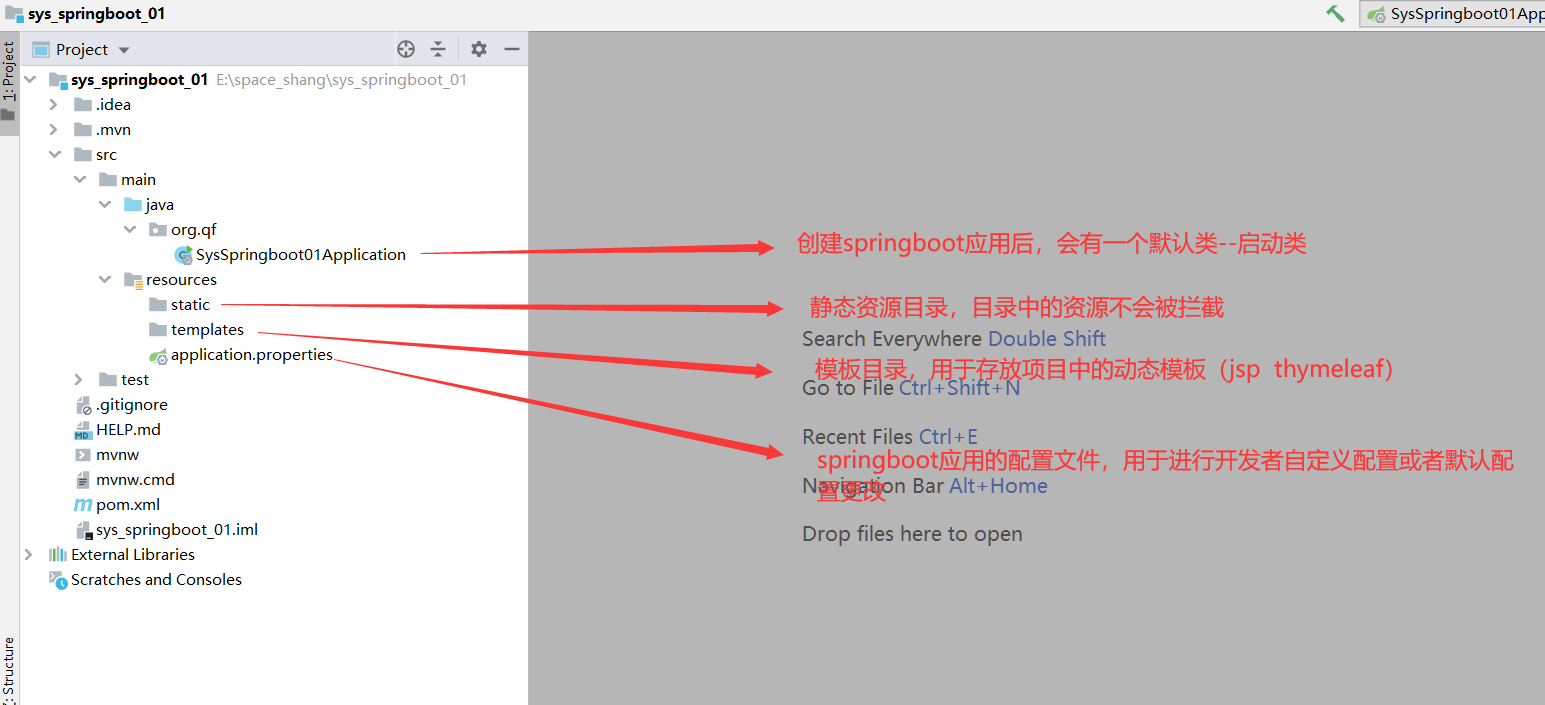 sys_springboot_01
SysSpringboot01App
1: Project
Project
sys_springboot_01 E:\space_shang\sys_springboot_01
.idea
.mvn
src
main
java
org.qf
SysSpringboot01Application
创建springboot应用后，会有一个默认类--启动类
resources
static
静态资源目录，目录中的资源不会被拦截
templates
Search Everywhere Double Shift
application.properties
模板目录，用于存放项目中的动态模板（jsp thymeleaf）
test
Go to File Ctrl+Shift+N
.gitignore
HELP.md
Recent Files Ctrl+E
mvnw
springboot应用的配置文件，用于进行开发者自定义配置或者默认配
置更改
mvnw.cmd
Navigation Bar Alt+Home
pom.xml
sys_springboot_01.iml
Drop files here to open
External Libraries
Scratches and Consoles
: Structure